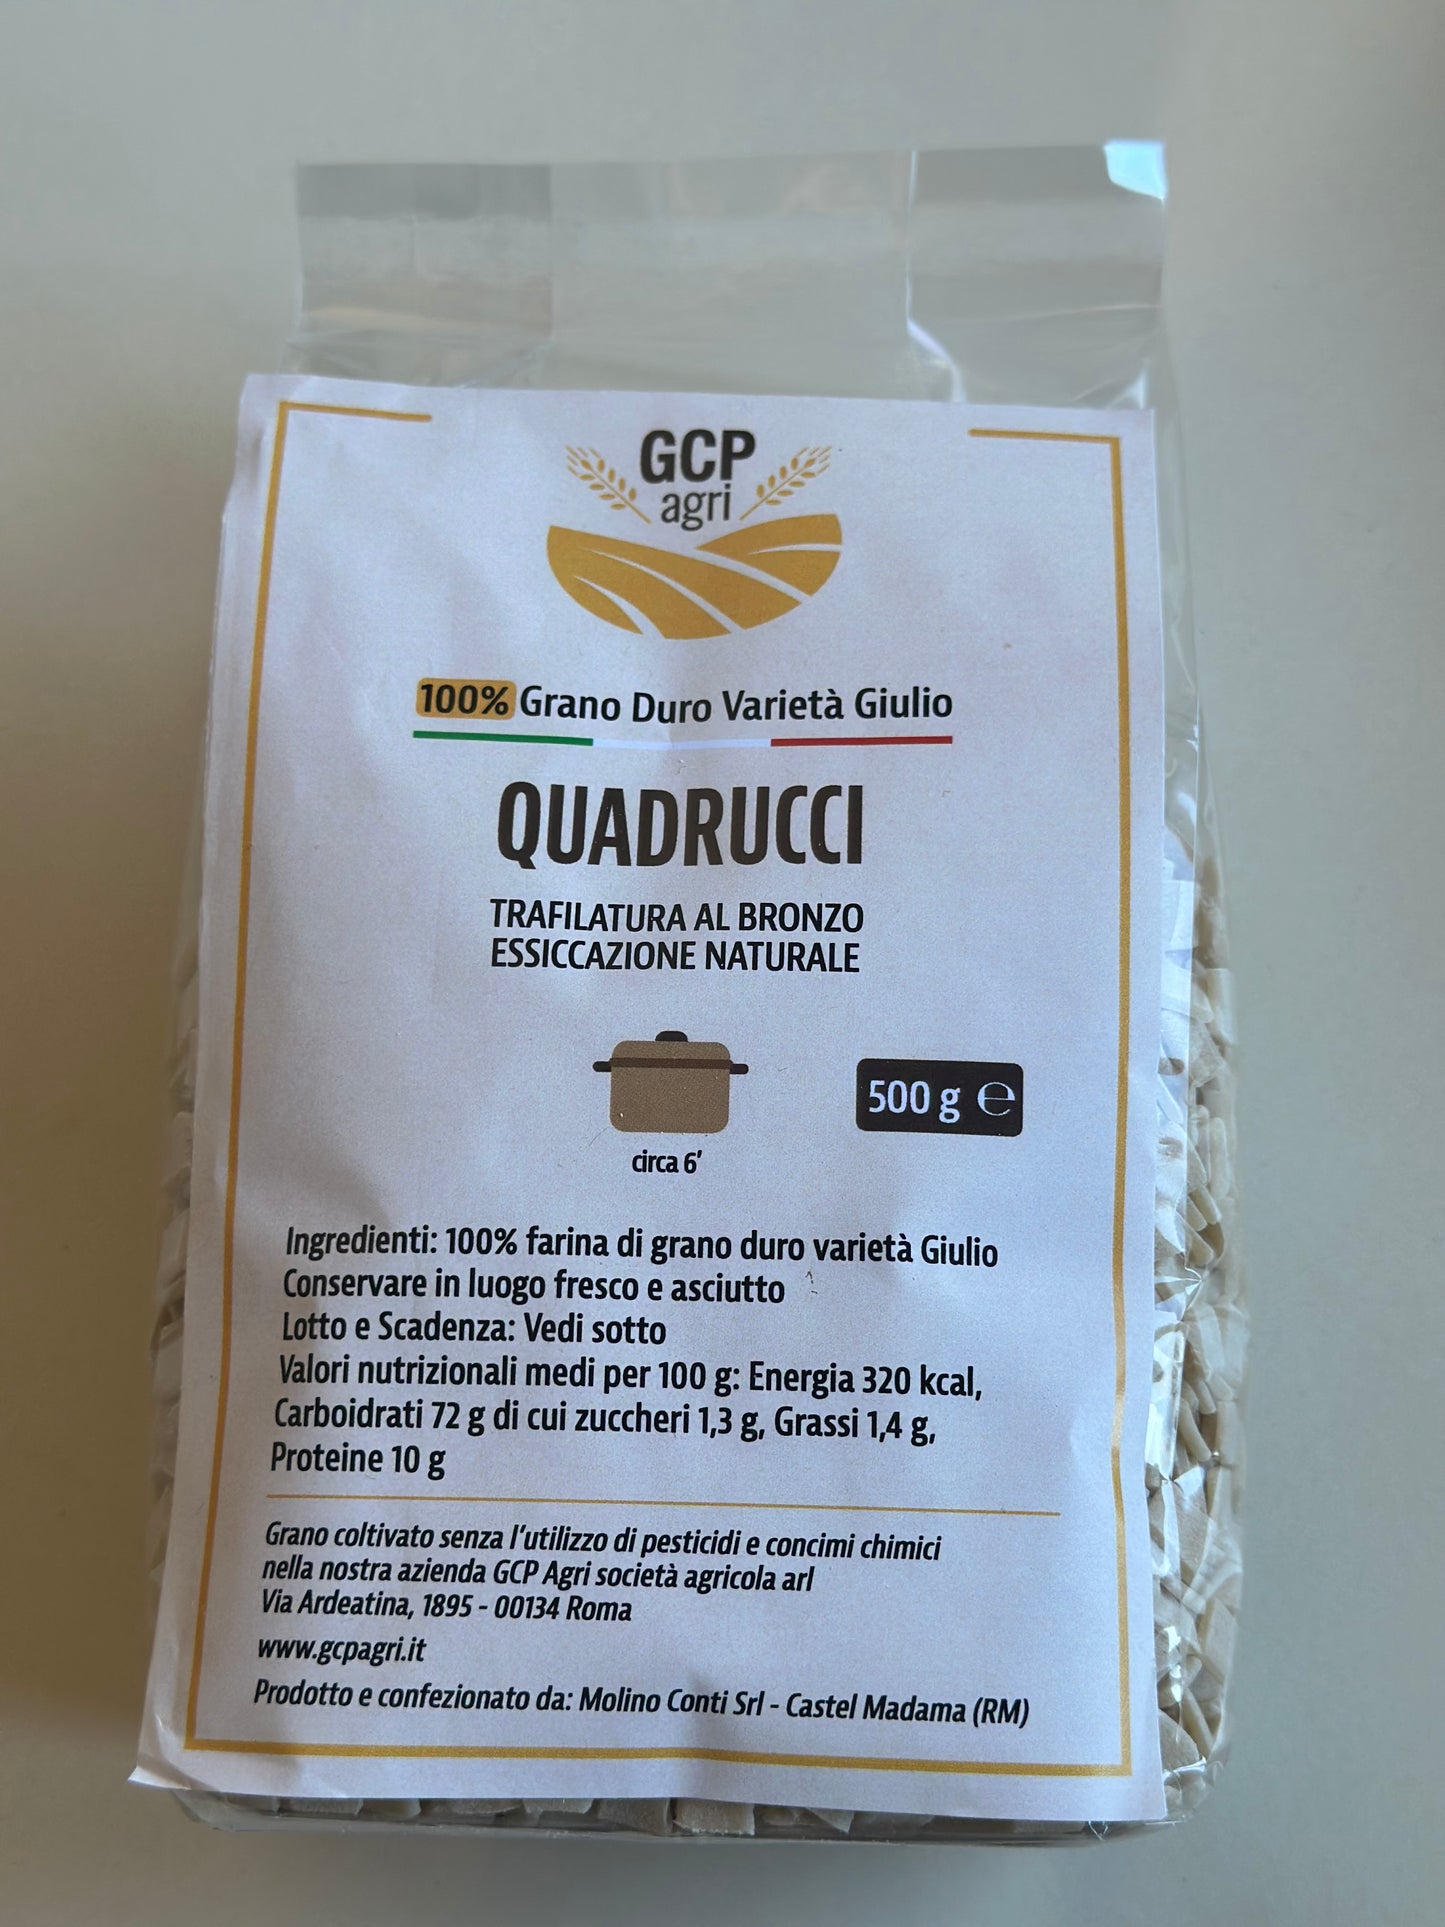 GCP
agri
100% Grano Duro Varietà Giulio
QUADRUCCI
TRAFILATURA AL BRONZO
ESSICCAZIONE NATURALE
500 g ℮
circa 6'
Ingredienti: 100% farina di grano duro varietà Giulio
Conservare in luogo fresco e asciutto
Lotto e Scadenza: Vedi sotto
Valori nutrizionali medi per 100 g: Energia 320 kcal,
Carboidrati 72 g di cui zuccheri 1,3 g, Grassi 1,4 g,
Proteine 10 g
Grano coltivato senza l'utilizzo di pesticidi e concimi chimici
nella nostra azienda GCP Agri società agricola arl
Via Ardeatina, 1895 - 00134 Roma
www.gcpagri.it
Prodotto e confezionato da: Molino Conti Srl - Castel Madama (RM)